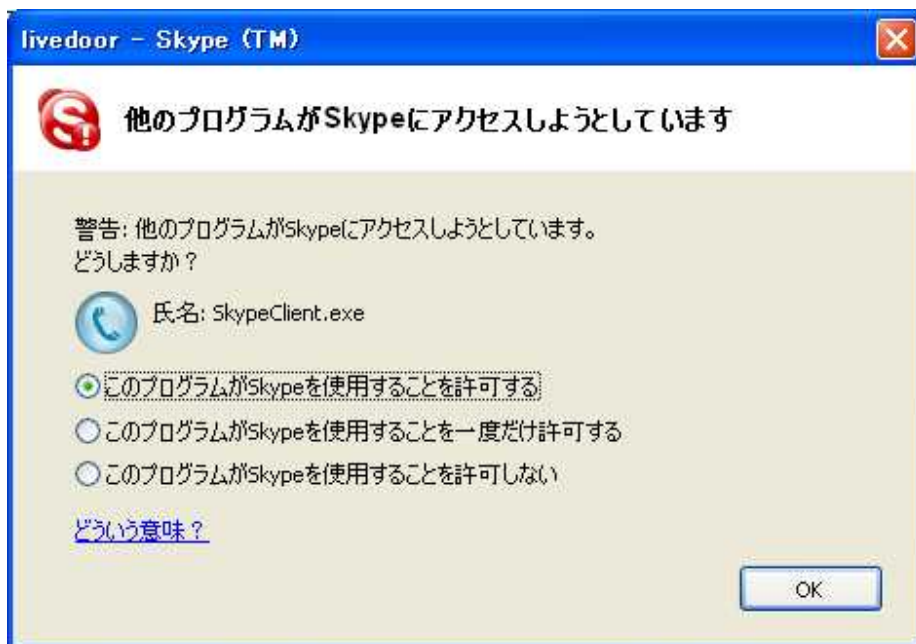 livedoor - Skype (TM)
他のプログラムがSkypeにアクセスしようとしています
警告: 他のプログラムがSkypeにアクセスしようとしています。
どうしますか？
氏名: SkypeClient.exe
このプログラムがSkypeを使用することを許可する
このプログラムがSkypeを使用することを一度だけ許可する
このプログラムがSkypeを使用することを許可しない
どういう意味？
OK